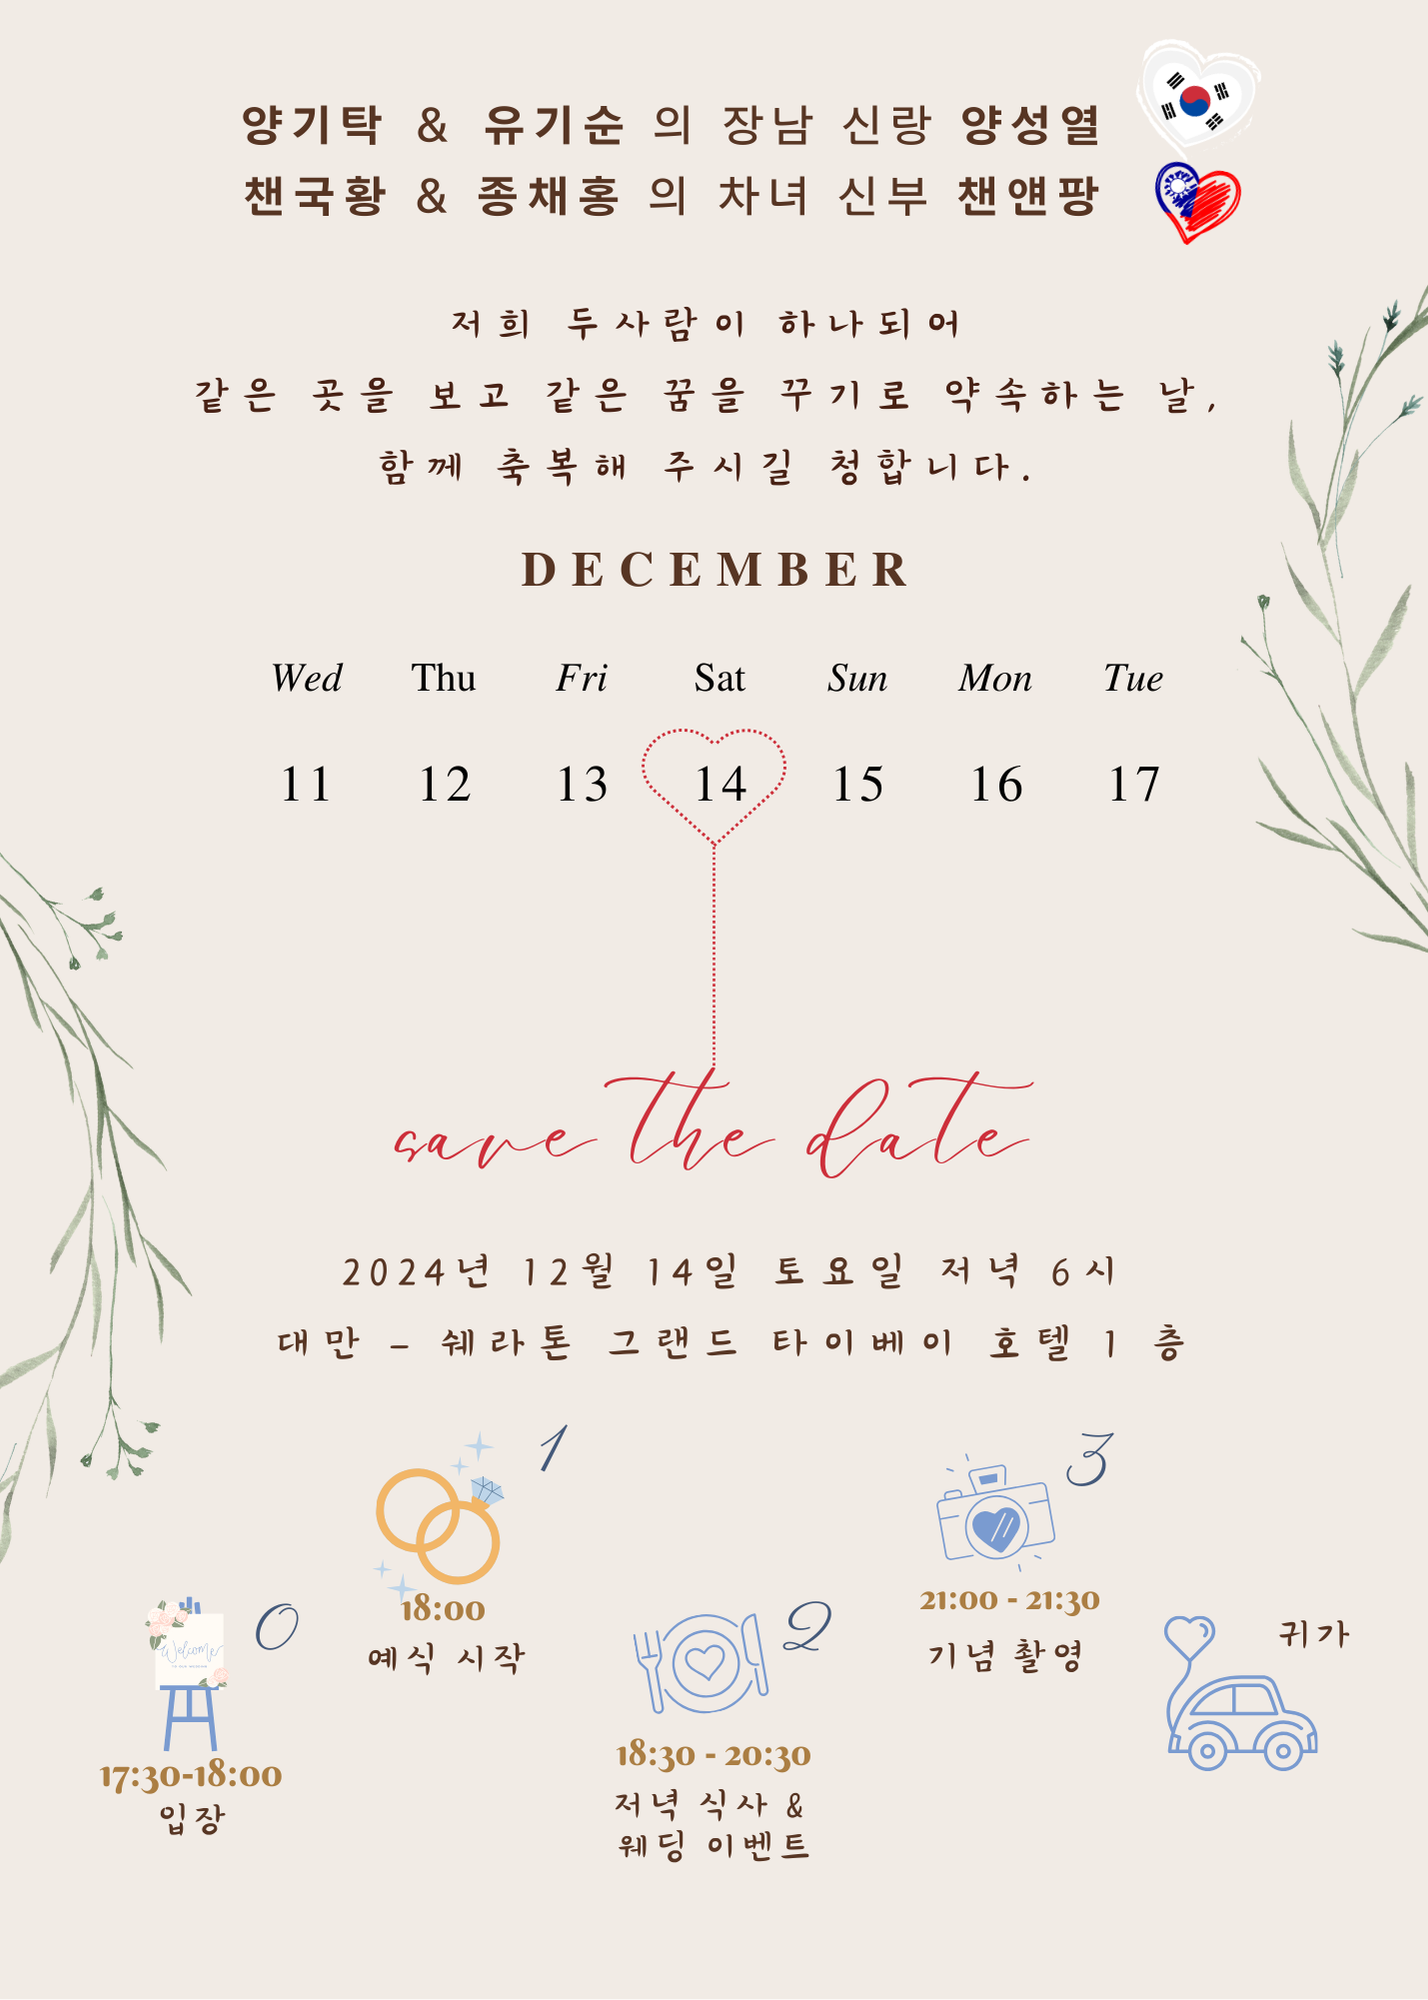 양기탁 & 유기순 의 장남 신랑 양성열
챈국황 & 종채홍 의 차녀 신부 챈얜팡
저희 두사람이 하나되어
같은 곳을 보고 같은 꿈을 꾸기로 약속하는 날,
함께 축복해 주시길 청합니다.
DECEMBER
Wed Thu Fri Sat Sun Mon Tue
11 12 13 14 15 16 17
save the date
2024년 12월 14일 토요일 저녁 6시
대만 - 쉐라톤 그랜드 타이베이 호텔 1 층
0
Welcome
17:30-18:00
입장
1
18:00
예식 시작
2
18:30 - 20:30
저녁 식사 &
웨딩 이벤트
3
21:00 - 21:30
기념 촬영
귀가